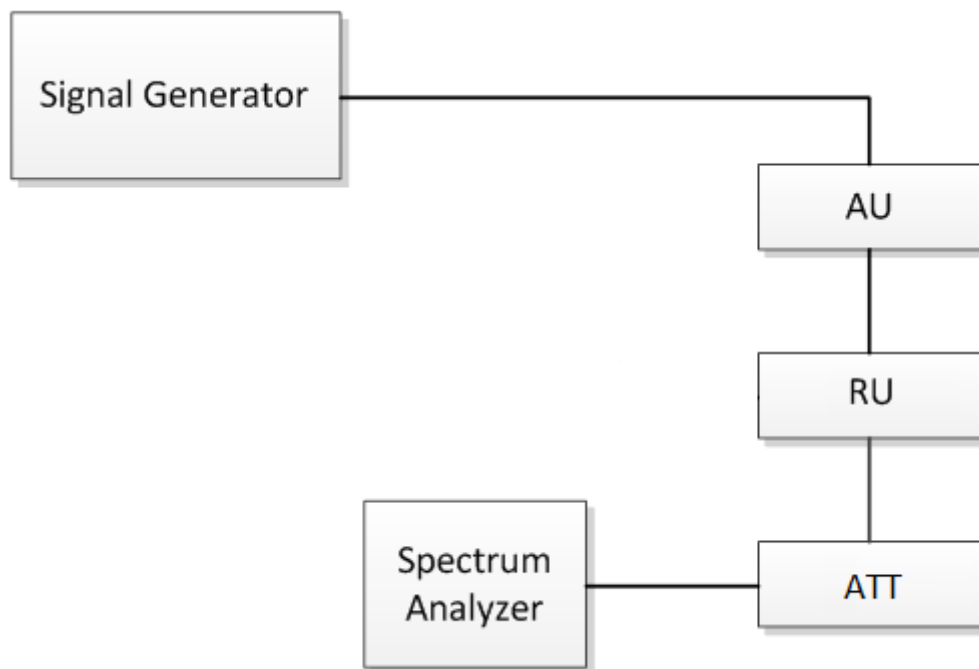 Signal Generator
AU
RU
ATT
Spectrum
Analyzer